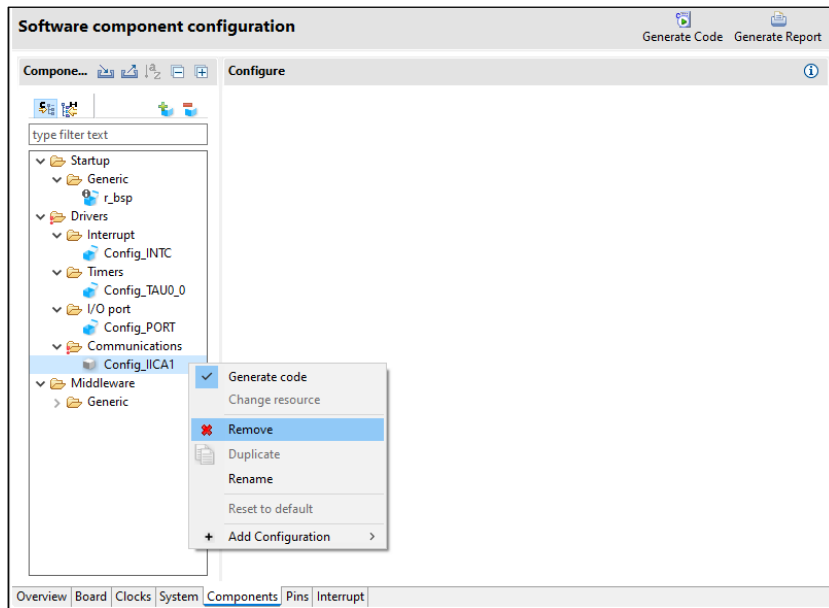 Software component configuration
Generate Code Generate Report
Compone...
Configure
type filter text
Startup
Generic
r_bsp
Drivers
Interrupt
Config_INTC
Timers
Config_TAU0_0
I/O port
Config_PORT
Communications
Config_IICA1
Middleware
Generic
Generate code
Change resource
Remove
Duplicate
Rename
Reset to default
Add Configuration
Overview Board Clocks System Components Pins Interrupt